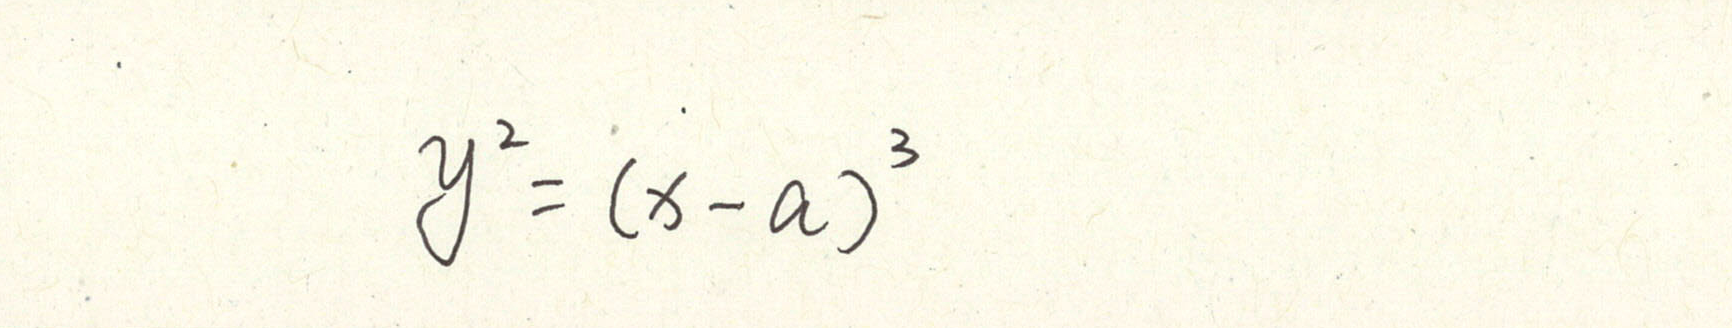 y² = (x - a)³